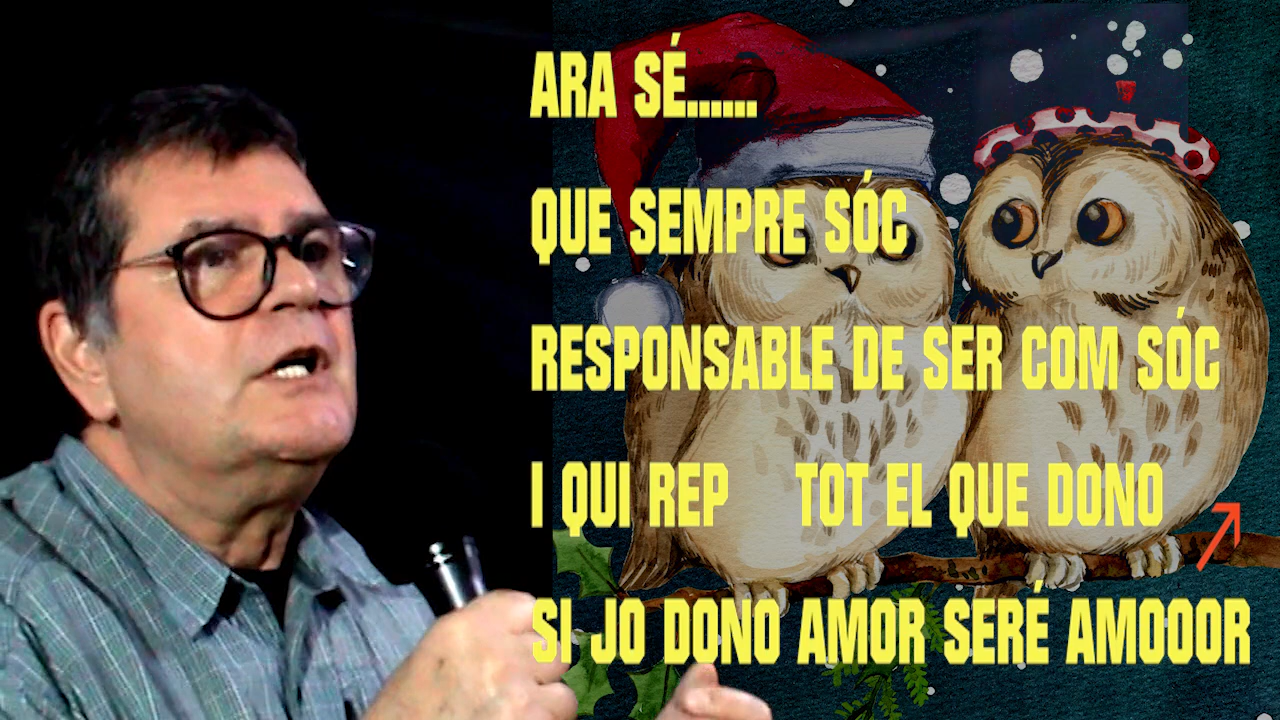 ARA SÉ......
QUE SEMPRE SÓC
RESPONSABLE DE SER COM SÓC
I QUI REP TOT EL QUE DONO
SI JO DONO AMOR SERÉ AMOOOR